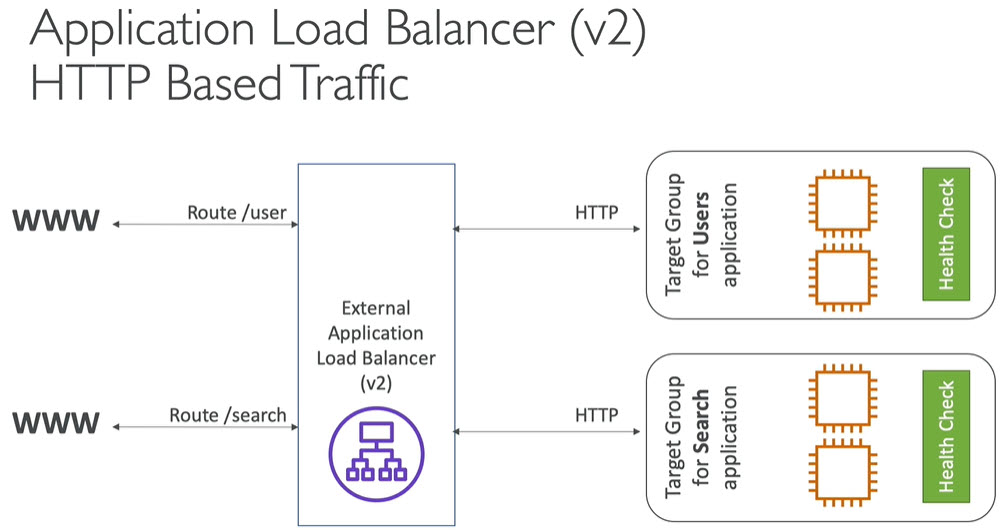 Application Load Balancer (v2)
HTTP Based Traffic
WWW
Route /user
HTTP
Target Group
for Users
application
Health Check
External
Application
Load Balancer
(v2)
WWW
Route /search
HTTP
Target Group
for Search
application
Health Check